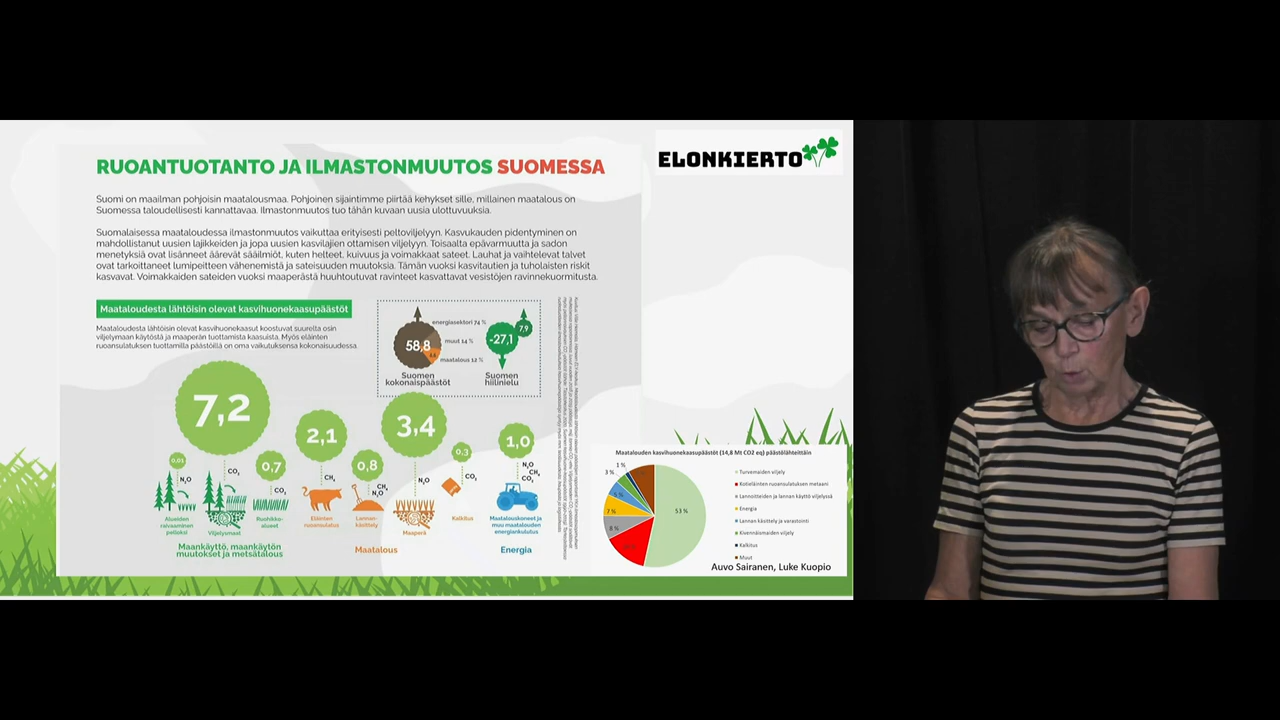 RUOANTUOTANTO JA ILMASTONMUUTOS SUOMESSA
ELONKIERTO
Suomi on maailman pohjoisin maatalousmaa. Pohjoinen sijaintimme piirtää kehykset sille, millainen maatalous on
Suomessa taloudellisesti kannattavaa. Ilmastonmuutos tuo tähän kuvaan uusia ulottuvuuksia.
Suomalaisessa maataloudessa ilmastonmuutos vaikuttaa erityisesti peltoviljelyyn. Kasvukauden pidentyminen on
mahdollistanut uusien lajikkeiden ja jopa uusien kasvilajien ottamisen viljelyyn. Toisaalta epävarmuutta ja sadon
menetyksiä ovat lisänneet äärevät sääilmiöt, kuten helteet, kuivuus ja voimakkaat sateet. Lauhat ja vaihtelevat talvet
ovat tarkoittaneet lumipeitteen vähenemistä ja sateisuuden muutoksia. Tämän vuoksi kasvitautien ja tuholaisten riskit
kasvavat. Voimakkaiden sateiden vuoksi maaperästä huuhtoutuvat ravinteet kasvattavat vesistöjen ravinnekuormitusta.
Maataloudesta lähtöisin olevat kasvihuonekaasupäästöt
Maataloudesta lähtöisin olevat kasvihuonekaasut koostuvat suurelta osin
viljelymaan käytöstä ja maaperän tuottamista kaasuista. Myös eläinten
ruoansulatuksen tuottamilla päästöillä on oma vaikutuksensa kokonaisuudessa.
energiasektori 74 %
muut 14 %
maatalous 12 %
58,8
6,6
-27,1
7,9
Suomen
kokonaispäästöt
Suomen
hiilinielu
7,2
2,1
3,4
1,0
0,01
0,7
0,8
0,3
N₂O
CO₂
CO₂
CH₄
CH₄
N₂O
N₂O
CO₂
N₂O
CH₄
CO₂
Alueiden
raivaaminen
pelloksi
Viljelysmaat
Ruohikko-
alueet
Eläinten
ruoansulatus
Lannan-
käsittely
Maaperä
Kalkitus
Maatalouskoneet ja
muu maatalouden
energiankulutus
Maankäyttö, maankäytön
muutokset ja metsätalous
Maatalous
Energia
Maatalouden kasvihuonekaasupäästöt (14,8 Mt CO2 eq) päästölähteittäin
53 %
8 %
7 %
5 %
3 %
1 %
Turvemaiden viljely
Kotieläinten ruoansulatuksen metaani
Lannoitteiden ja lannan käyttö viljelyssä
Energia
Lannan käsittely ja varastointi
Kivennäismaiden viljely
Kalkitus
Muut
Auvo Sairanen, Luke Kuopio